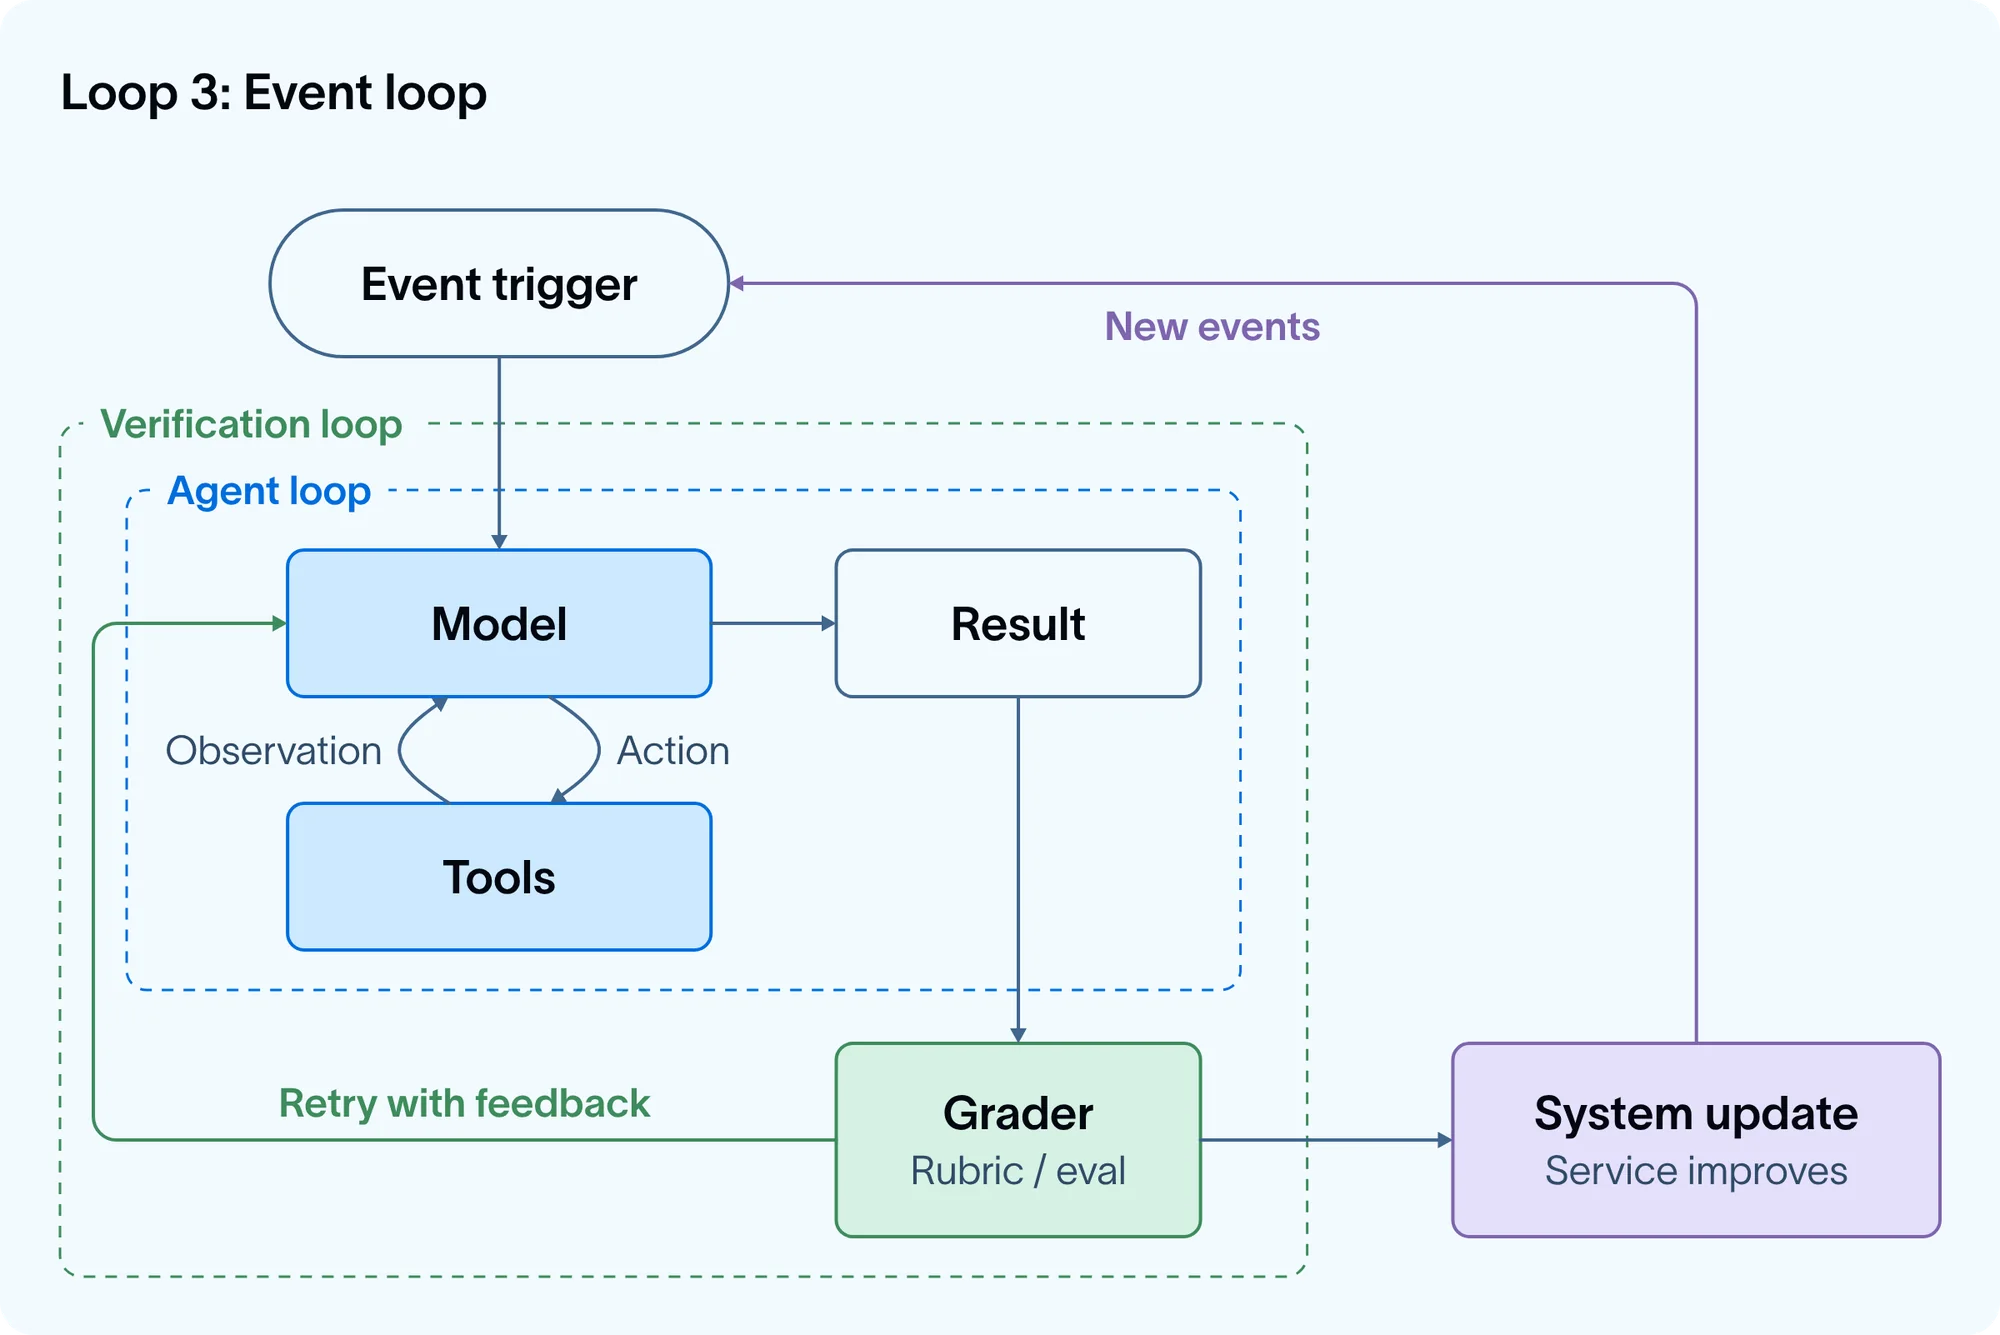 Loop 3: Event loop
Event trigger
New events
Verification loop
Agent loop
Model
Result
Observation
Action
Tools
Retry with feedback
Grader
Rubric / eval
System update
Service improves